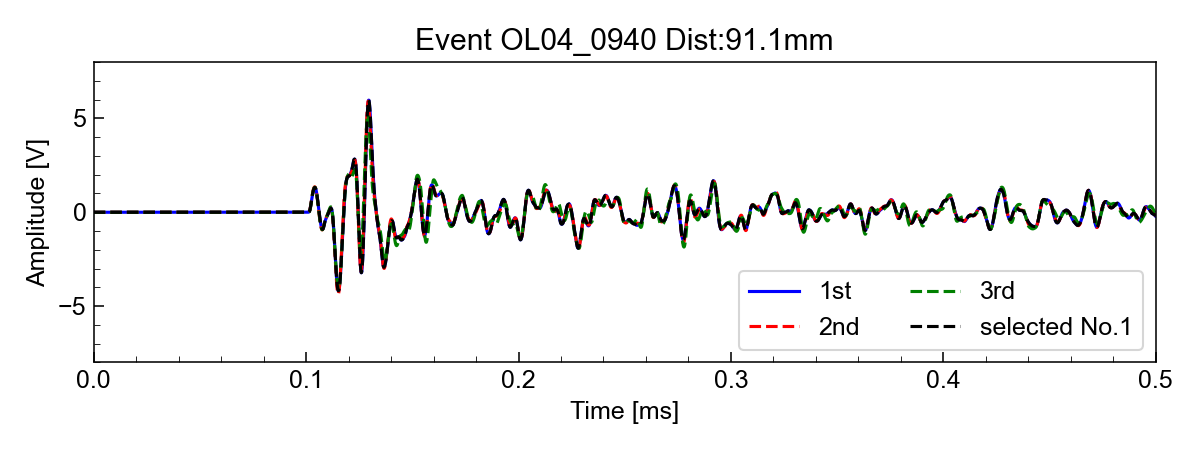 Event OL04_0940 Dist:91.1mm
Amplitude [V]
5
0
−5
1st
2nd
3rd
selected No.1
0.0 0.1 0.2 0.3 0.4 0.5
Time [ms]